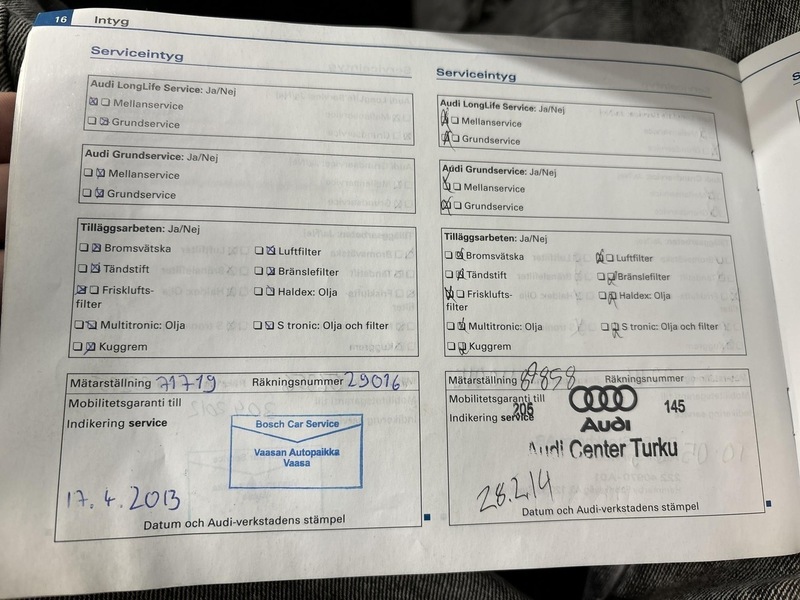 16 Intyg
Serviceintyg
Audi LongLife Service: Ja/Nej
Mellanservice
Grundservice
Audi Grundservice: Ja/Nej
Mellanservice
Grundservice
Tilläggsarbeten: Ja/Nej
Bromsvätska Luftfilter
Tändstift Bränslefilter
Frisklufts- Haldex: Olja
filter
Multitronic: Olja S tronic: Olja och filter
Kuggrem
Mätarställning 71719 Räkningsnummer 29016
Mobilitetsgaranti till
Indikering service
Bosch Car Service
Vaasan Autopaikka
Vaasa
17.4.2013
Datum och Audi-verkstadens stämpel
Serviceintyg
Audi LongLife Service: Ja/Nej
Mellanservice
Grundservice
Audi Grundservice: Ja/Nej
Mellanservice
Grundservice
Tilläggsarbeten: Ja/Nej
Bromsvätska Luftfilter
Tändstift Bränslefilter
Frisklufts- Haldex: Olja
filter
Multitronic: Olja S tronic: Olja och filter
Kuggrem
Mätarställning Räkningsnummer
Mobilitetsgaranti till
Indikering service
205 145
Audi
Audi Center Turku
28.2.14
Datum och Audi-verkstadens stämpel